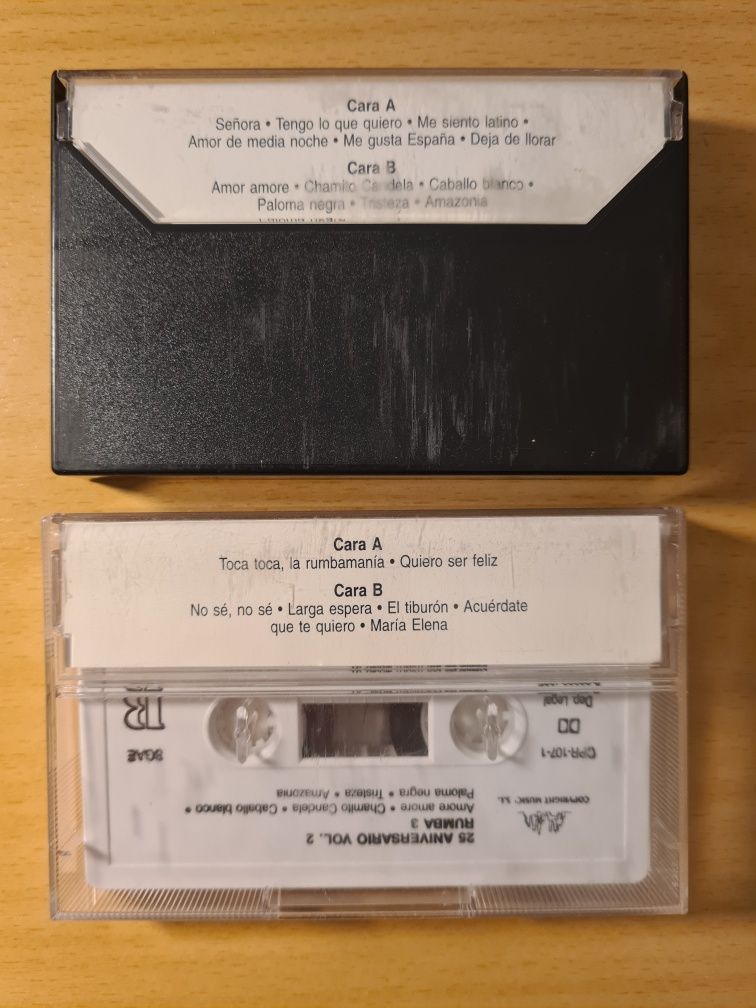 Cara A
Señora • Tengo lo que quiero • Me siento latino •
Amor de media noche • Me gusta España • Deja de llorar
Cara B
Amor amore • Chamito Candela • Caballo blanco •
Paloma negra • Tristeza • Amazonia
Cara A
Toca toca, la rumbamanía • Quiero ser feliz
Cara B
No sé, no sé • Larga espera • El tiburón • Acuérdate
que te quiero • María Elena
25 ANIVERSARIO VOL. 2
RUMBA 3
Amore amore • Chamito Candela • Caballo blanco •
Paloma negra • Tristeza • Amazonia
COPYRIGHT MUSIC, S.L.
CPR-107-1
SGAE
Dep. Legal